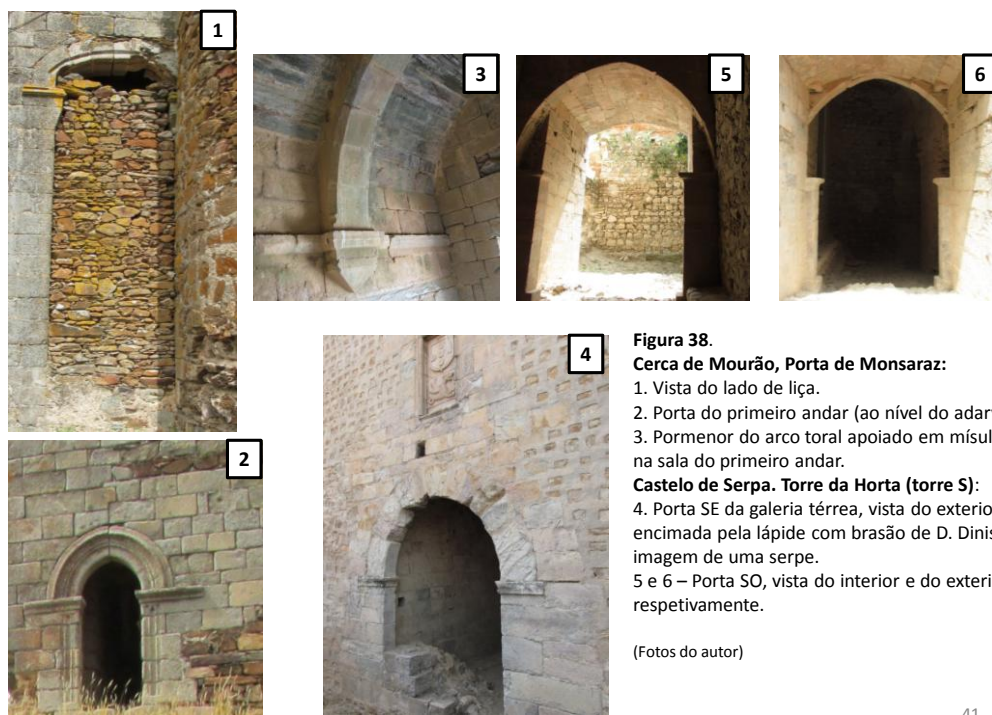 1
3
5
6
4
2
Figura 38.
Cerca de Mourão, Porta de Monsaraz:
1. Vista do lado de liça.
2. Porta do primeiro andar (ao nível do
3. Pormenor do arco toral apoiado em
na sala do primeiro andar.
Castelo de Serpa. Torre da Horta (torre S):
4. Porta SE da galeria térrea, vista do
encimada pela lápide com brasão de D. Dinis
imagem de uma serpe.
5 e 6 – Porta SO, vista do interior e do
respetivamente.
(Fotos do autor)
41